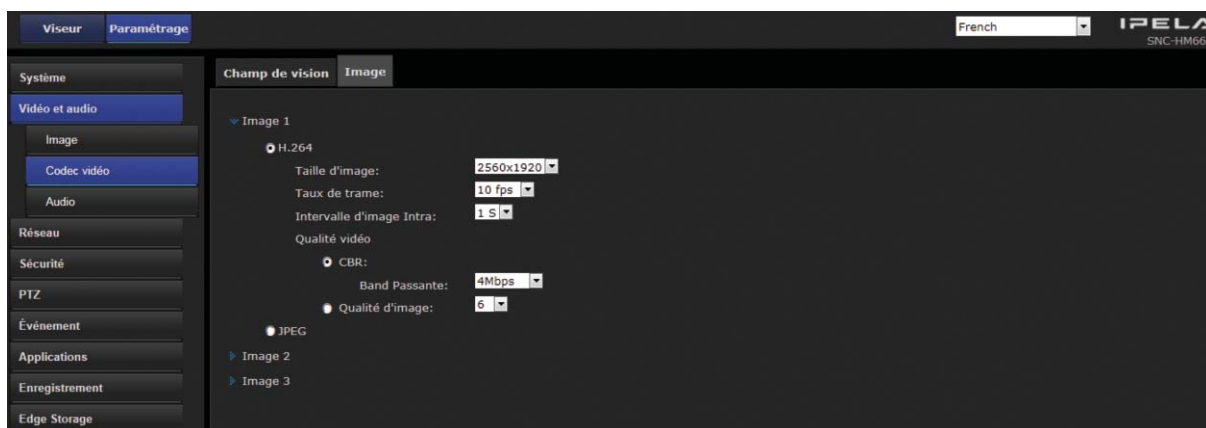 Viseur Paramétrage French IPELA
SNC-HM66
Système
Vidéo et audio
Image
Codec vidéo
Audio
Réseau
Sécurité
PTZ
Événement
Applications
Enregistrement
Edge Storage
Champ de vision Image
Image 1
H.264
Taille d'image: 2560x1920
Taux de trame: 10 fps
Intervalle d'image Intra: 1 S
Qualité vidéo
CBR:
Band Passante: 4Mbps
Qualité d'image: 6
JPEG
Image 2
Image 3